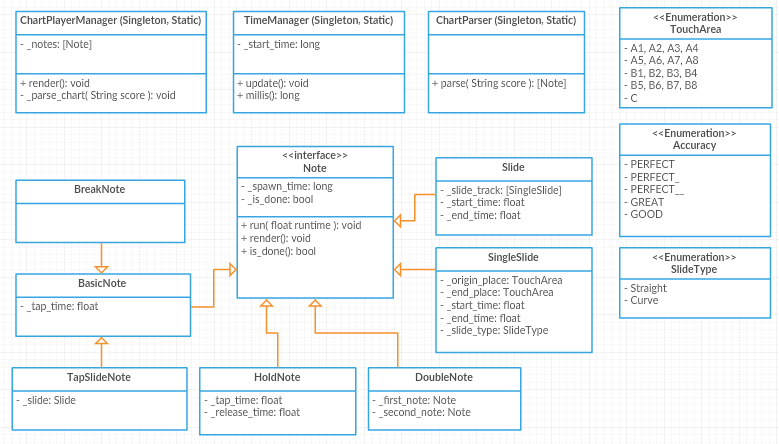 ChartPlayerManager (Singleton, Static)
- _notes: [Note]
+ render(): void
- _parse_chart( String score ): void
TimeManager (Singleton, Static)
- _start_time: long
+ update(): void
+ millis(): long
ChartParser (Singleton, Static)
+ parse( String score ): [Note]
<<Enumeration>>
TouchArea
- A1, A2, A3, A4
- A5, A6, A7, A8
- B1, B2, B3, B4
- B5, B6, B7, B8
- C
<<Enumeration>>
Accuracy
- PERFECT
- PERFECT_
- PERFECT__
- GREAT
- GOOD
<<interface>>
Note
- _spawn_time: long
- _is_done: bool
+ run( float runtime ): void
+ render(): void
+ is_done(): bool
Slide
- _slide_track: [SingleSlide]
- _start_time: float
- _end_time: float
BreakNote
SingleSlide
- _origin_place: TouchArea
- _end_place: TouchArea
- _start_time: float
- _end_time: float
- _slide_type: SlideType
<<Enumeration>>
SlideType
- Straight
- Curve
BasicNote
- _tap_time: float
TapSlideNote
- _slide: Slide
HoldNote
- _tap_time: float
- _release_time: float
DoubleNote
- _first_note: Note
- _second_note: Note